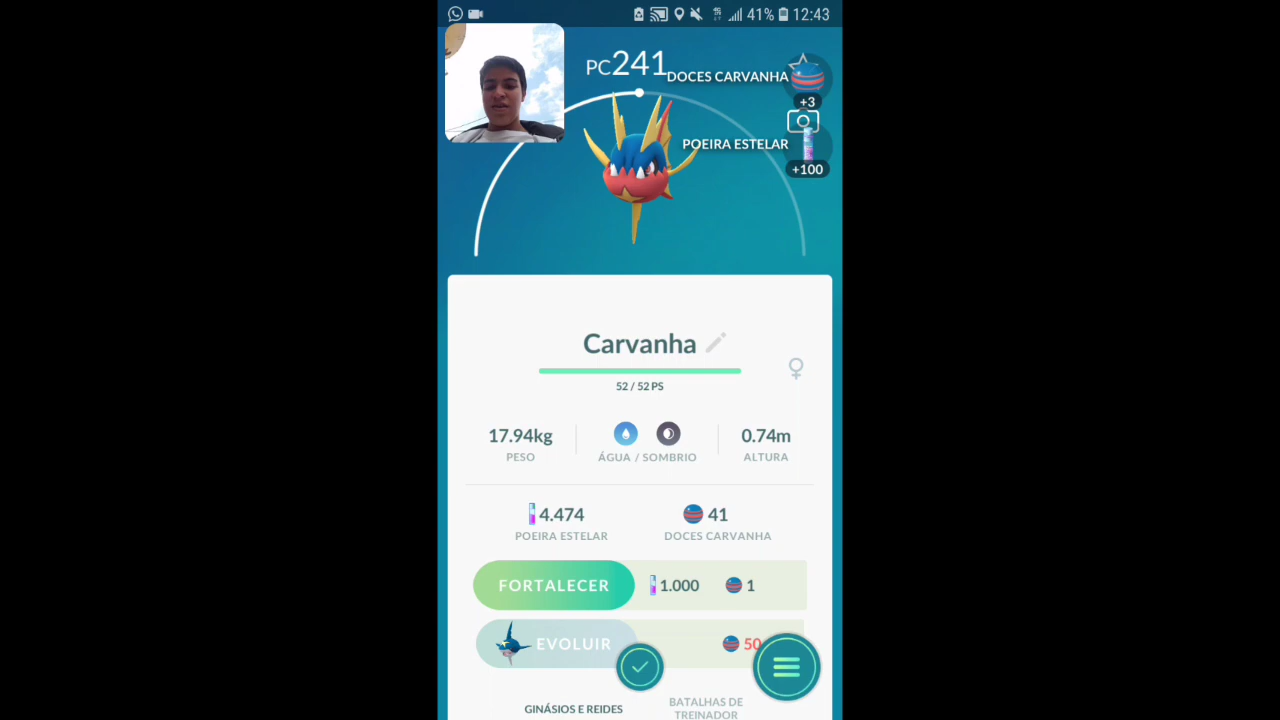 41% 12:43
PC241
DOCES CARVANHA
+3
POEIRA ESTELAR
+100
Carvanha
52 / 52 PS
17.94kg
PESO
ÁGUA / SOMBRIO
0.74m
ALTURA
4.474
POEIRA ESTELAR
41
DOCES CARVANHA
FORTALECER
1.000
1
EVOLUIR
50
GINÁSIOS E REIDES
BATALHAS DE
TREINADOR